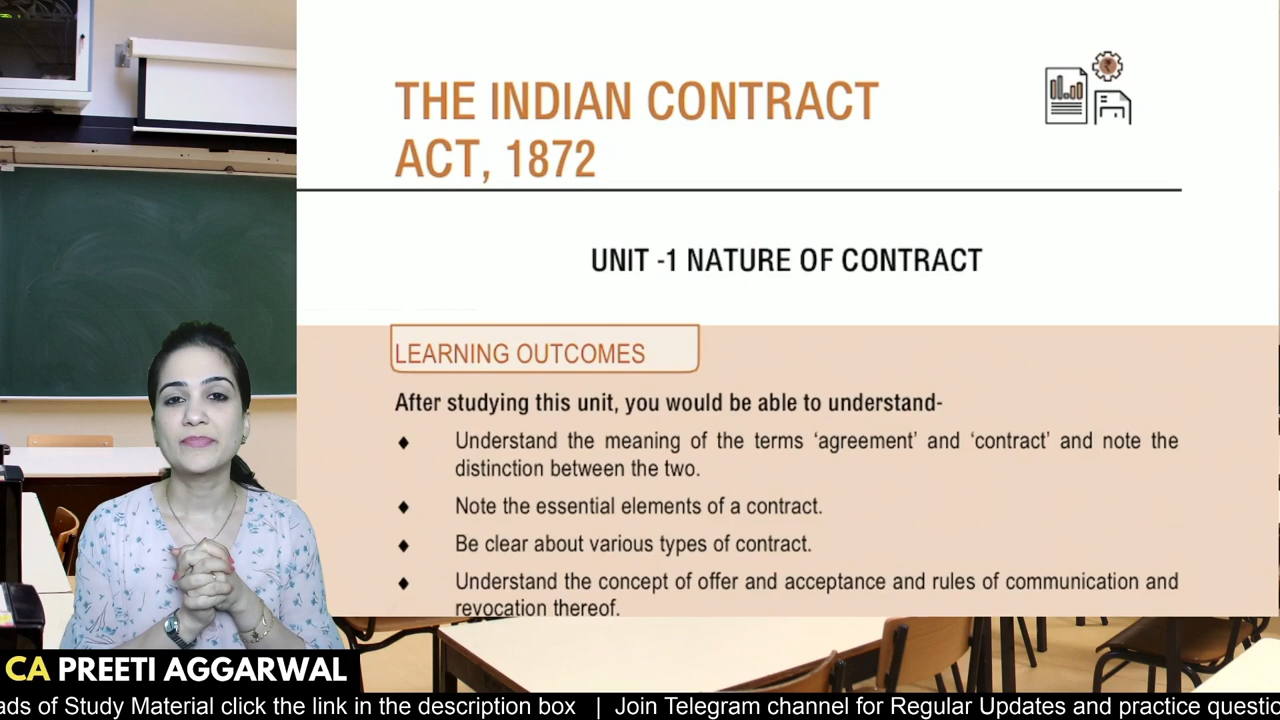 THE INDIAN CONTRACT
ACT, 1872
UNIT -1 NATURE OF CONTRACT
LEARNING OUTCOMES
After studying this unit, you would be able to understand-
♦ Understand the meaning of the terms ‘agreement’ and ‘contract’ and note the
distinction between the two.
♦ Note the essential elements of a contract.
♦ Be clear about various types of contract.
♦ Understand the concept of offer and acceptance and rules of communication and
revocation thereof.
CA PREETI AGGARWAL
ads of Study Material click the link in the description box | Join Telegram channel for Regular Updates and practice questio